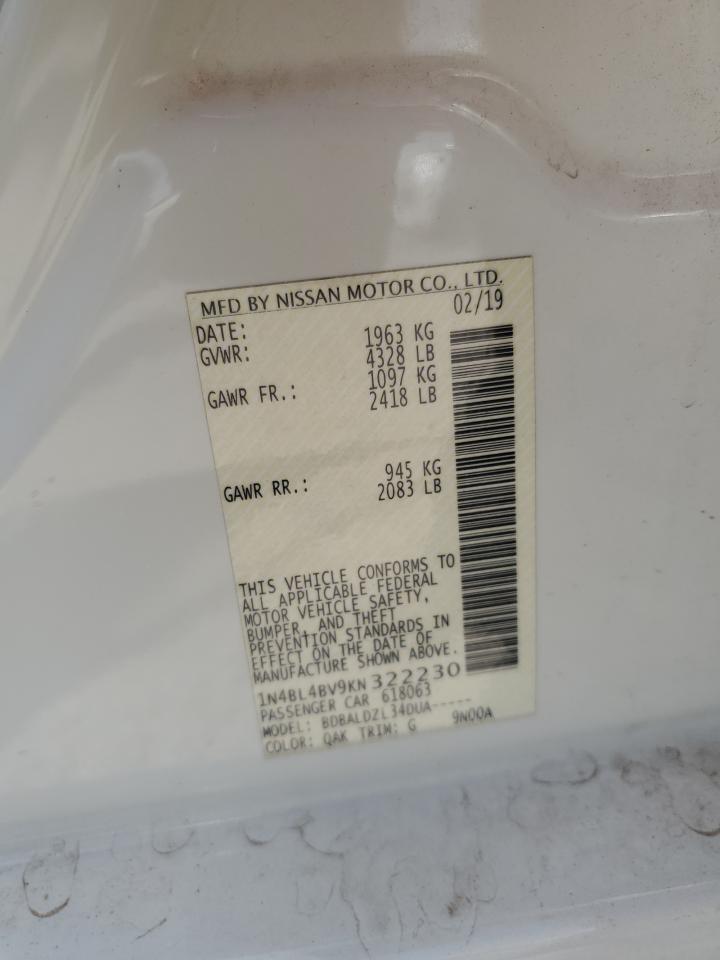 MFD BY NISSAN MOTOR CO., LTD.
DATE: 02/19
GVWR: 1963 KG
4328 LB
GAWR FR.: 1097 KG
2418 LB
GAWR RR.: 945 KG
2083 LB
THIS VEHICLE CONFORMS TO
ALL APPLICABLE FEDERAL
MOTOR VEHICLE SAFETY,
BUMPER, AND THEFT
PREVENTION STANDARDS IN
EFFECT ON THE DATE OF
MANUFACTURE SHOWN ABOVE.
1N4BL4BV9KN322230
PASSENGER CAR 618063
MODEL: BDBALDZL34DUA-----
COLOR: QAK TRIM: G 9N00A